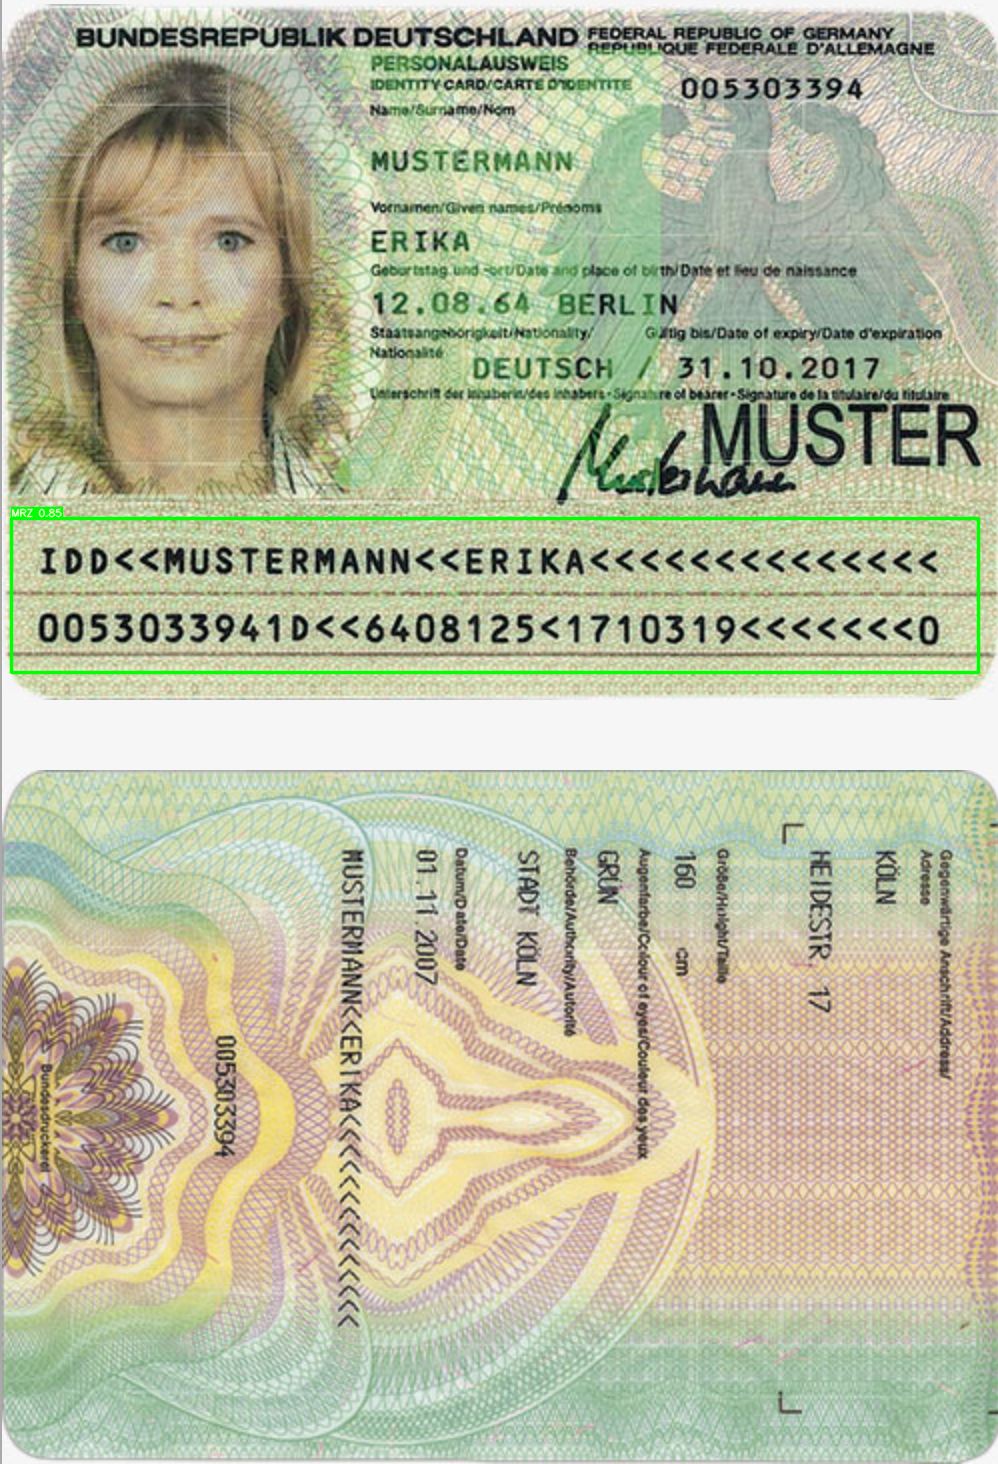 BUNDESREPUBLIK DEUTSCHLAND FEDERAL REPUBLIC OF GERMANY
REPUBLIQUE FEDERALE D'ALLEMAGNE
PERSONALAUSWEIS
IDENTITY CARD/CARTE D'IDENTITE 005303394
Name/Surname/Nom
MUSTERMANN
Vornamen/Given names/Prénoms
ERIKA
Geburtstag und -ort/Date and place of birth/Date et lieu de naissance
12.08.64 BERLIN
Staatsangehörigkeit/Nationality/ Gültig bis/Date of expiry/Date d'expiration
Nationalité
DEUTSCH / 31.10.2017
Unterschrift der Inhaberin/des Inhabers · Signature of bearer · Signature de la titulaire/du titulaire
MUSTER
Mustermann
MRZ 0.85
IDD<<MUSTERMANN<<ERIKA<<<<<<<<<<<<<<
0053033941D<<6408125<1710319<<<<<<<0
Gegenwärtige Anschrift/Address/
Adresse
KÖLN
HEIDESTR. 17
Größe/Height/Taille
160 cm
Augenfarbe/Colour of eyes/Couleur des yeux
GRÜN
Behörde/Authority/Autorité
STADT KÖLN
Datum/Date/Date
01.11.2007
MUSTERMANN<<ERIKA<<<<<<<<<<<<<
005303394
Bundesdruckerei